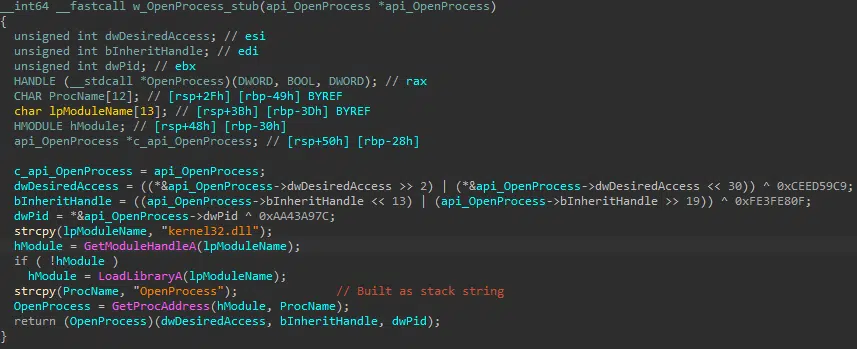 __int64 __fastcall w_OpenProcess_stub(api_OpenProcess *api_OpenProcess)
{
  unsigned int dwDesiredAccess; // esi
  unsigned int bInheritHandle; // edi
  unsigned int dwPid; // ebx
  HANDLE (__stdcall *OpenProcess)(DWORD, BOOL, DWORD); // rax
  CHAR ProcName[12]; // [rsp+2Fh] [rbp-49h] BYREF
  char lpModuleName[13]; // [rsp+3Bh] [rbp-3Dh] BYREF
  HMODULE hModule; // [rsp+48h] [rbp-30h]
  api_OpenProcess *c_api_OpenProcess; // [rsp+50h] [rbp-28h]

  c_api_OpenProcess = api_OpenProcess;
  dwDesiredAccess = ((*&api_OpenProcess->dwDesiredAccess >> 2) | (*&api_OpenProcess->dwDesiredAccess << 30)) ^ 0xCEED59C9;
  bInheritHandle = ((api_OpenProcess->bInheritHandle << 13) | (api_OpenProcess->bInheritHandle >> 19)) ^ 0xFE3FE80F;
  dwPid = *&api_OpenProcess->dwPid ^ 0xAA43A97C;
  strcpy(lpModuleName, "kernel32.dll");
  hModule = GetModuleHandleA(lpModuleName);
  if ( !hModule )
    hModule = LoadLibraryA(lpModuleName);
  strcpy(ProcName, "OpenProcess");            // Built as stack string
  OpenProcess = GetProcAddress(hModule, ProcName);
  return (OpenProcess)(dwDesiredAccess, bInheritHandle, dwPid);
}